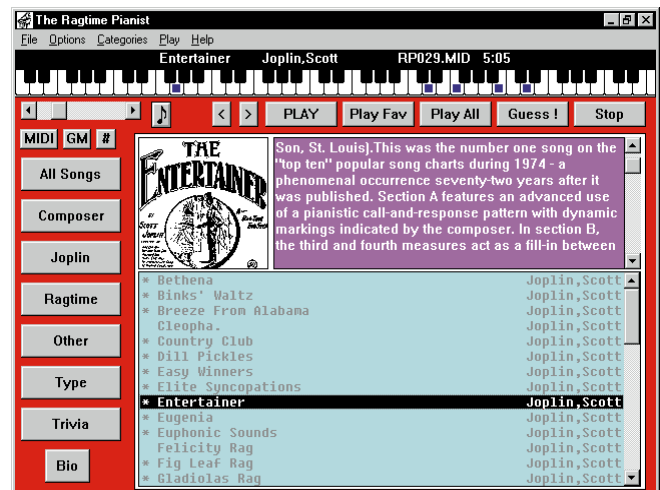 The Ragtime Pianist
File Options Categories Play Help
Entertainer Joplin,Scott RP029.MID 5:05
< > PLAY Play Fav Play All Guess ! Stop
MIDI GM #
All Songs
Composer
Joplin
Ragtime
Other
Type
Trivia
Bio
THE
ENTERTAINER
BY
SCOTT
JOPLIN
Son, St. Louis].This was the number one song on the
"top ten" popular song charts during 1974 - a
phenomenal occurrence seventy-two years after it
was published. Section A features an advanced use
of a pianistic call-and-response pattern with dynamic
markings indicated by the composer. In section B,
the third and fourth measures act as a fill-in between
* Bethena Joplin,Scott
* Binks' Waltz Joplin,Scott
* Breeze From Alabama Joplin,Scott
Cleopha. Joplin,Scott
* Country Club Joplin,Scott
* Dill Pickles Joplin,Scott
* Easy Winners Joplin,Scott
* Elite Syncopations Joplin,Scott
* Entertainer Joplin,Scott
* Eugenia Joplin,Scott
* Euphonic Sounds Joplin,Scott
Felicity Rag Joplin,Scott
* Fig Leaf Rag Joplin,Scott
* Gladiolas Rag Joplin,Scott